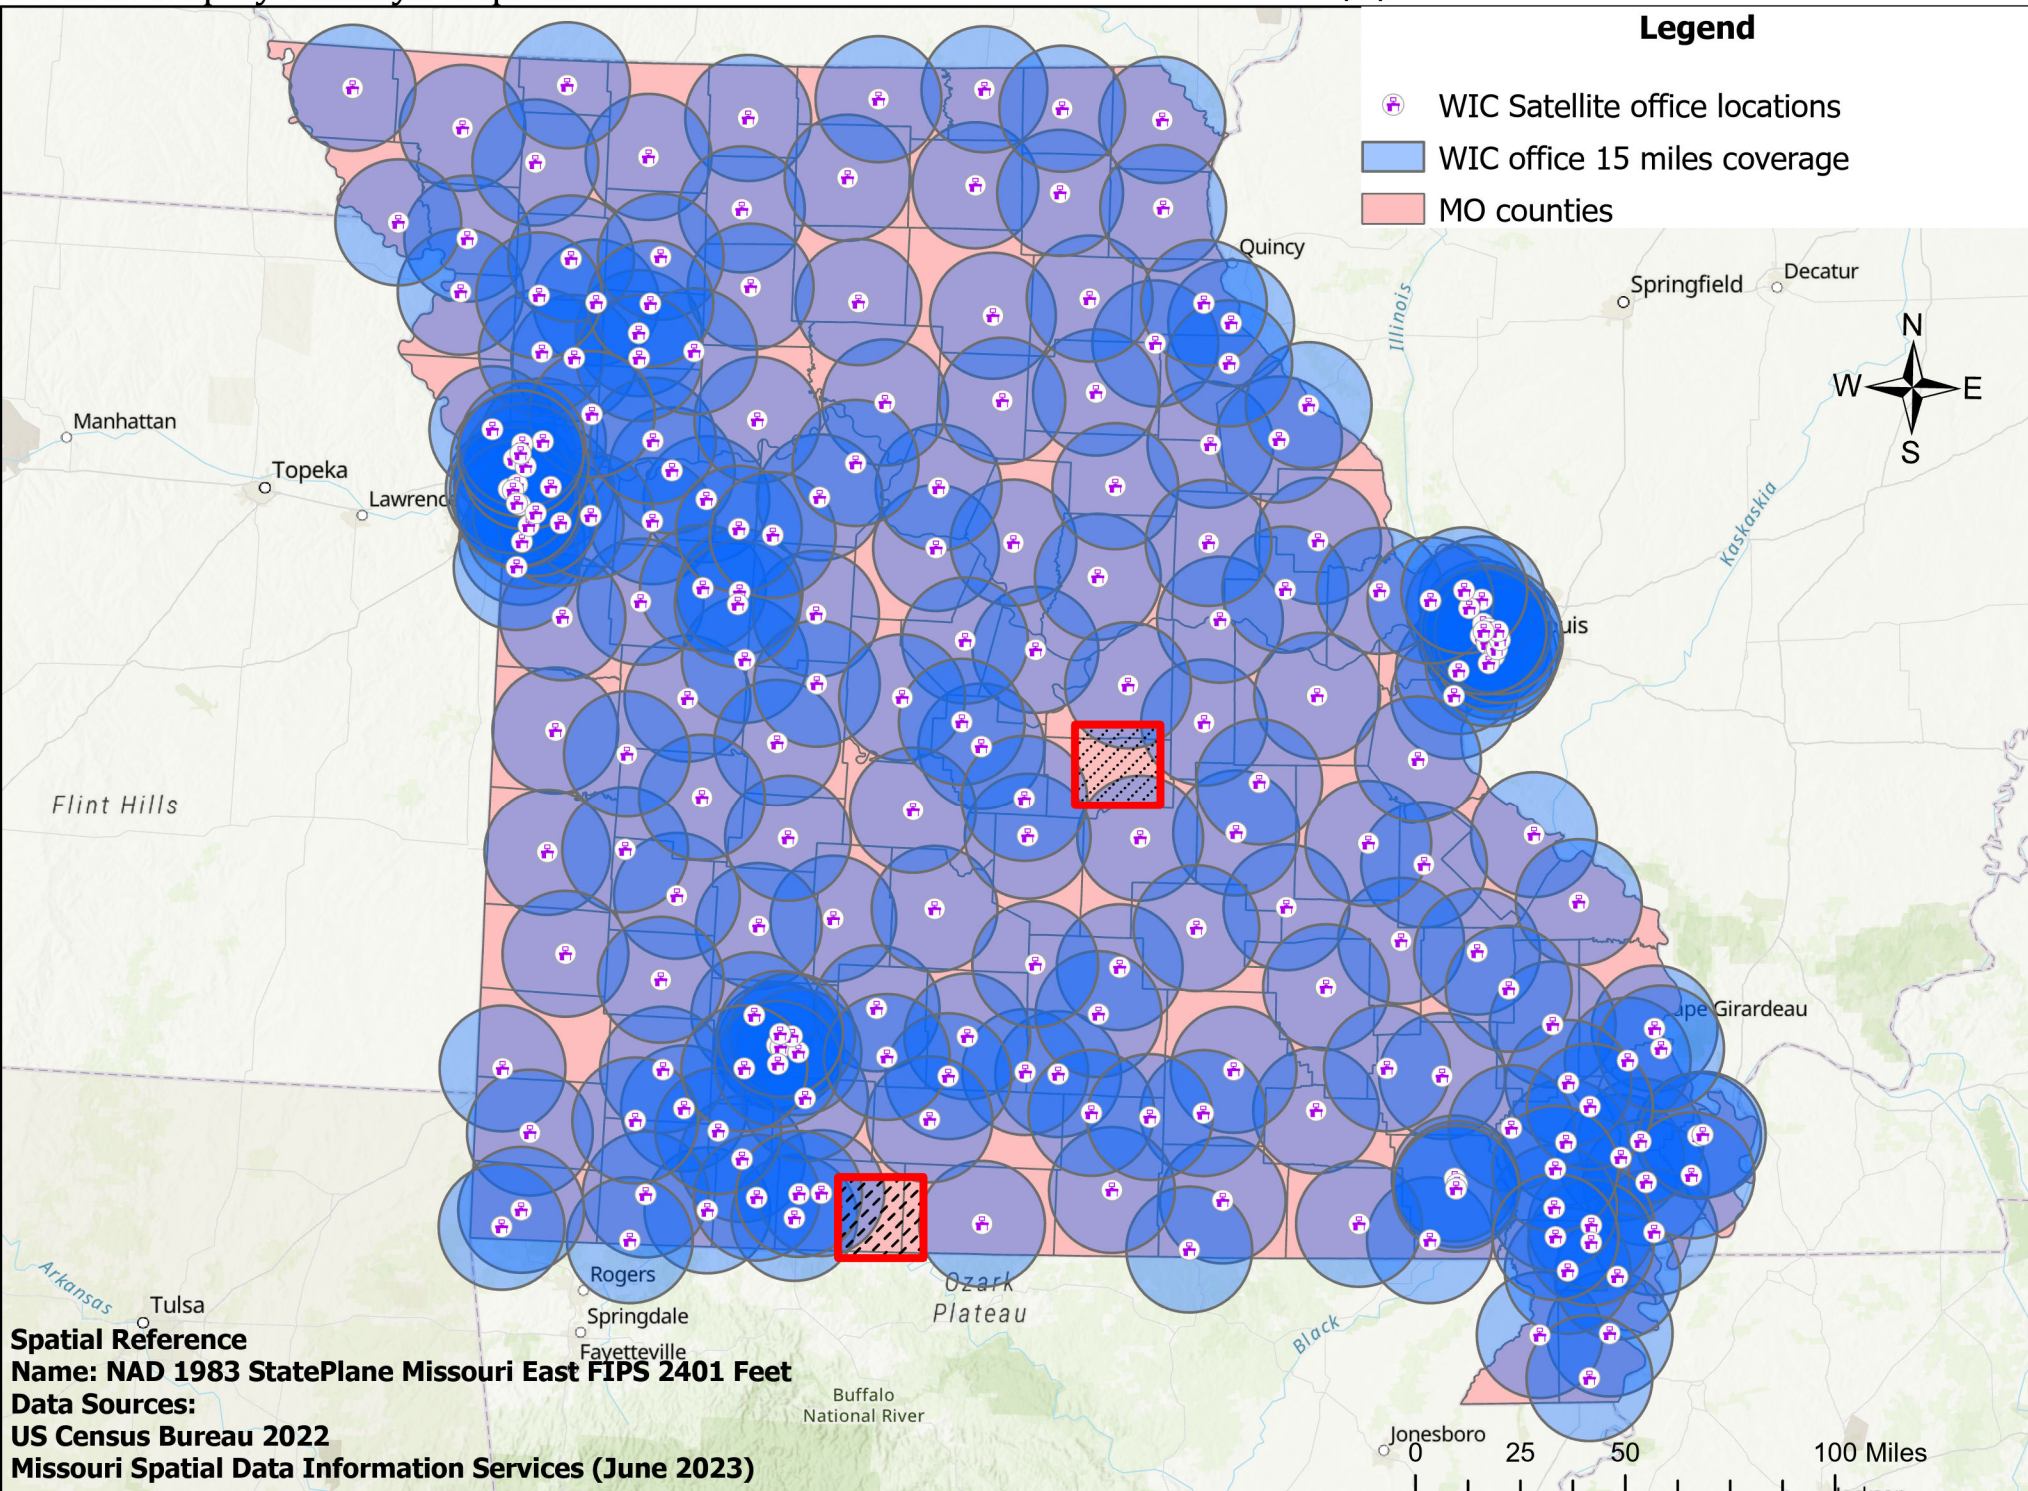 Legend
WIC Satellite office locations
WIC office 15 miles coverage
MO counties
Quincy
Springfield
Decatur
Illinois
N
W
E
S
Manhattan
Topeka
Lawrenc
Kaskaskia
uis
Flint Hills
ape Girardeau
Arkansas
Tulsa
Rogers
Springdale
Fayetteville
Ozark
Plateau
Black
Buffalo
National River
Jonesboro
Spatial Reference
Name: NAD 1983 StatePlane Missouri East FIPS 2401 Feet
Data Sources:
US Census Bureau 2022
Missouri Spatial Data Information Services (June 2023)
0 25 50 100 Miles